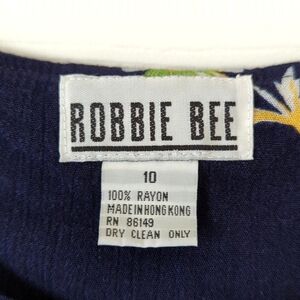 ROBBIE BEE
10
100% RAYON
MADE IN HONG KONG
RN 86149
DRY CLEAN ONLY